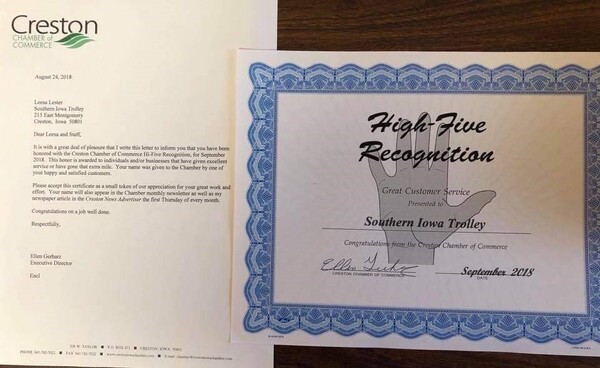 Creston
CHAMBER of
COMMERCE
August 24, 2018
Leesa Lester
Southern Iowa Trolley
215 East Montgomery
Creston, Iowa 50801
Dear Leesa and Staff,
It is with a great deal of pleasure that I write this letter to inform you that you have been
honored with the Creston Chamber of Commerce Hi-Five Recognition, for September
2018. This honor is awarded to individuals and/or businesses that have given excellent
service or have gone that extra mile. Your name was given to the Chamber by one of
your happy and satisfied customers.
Please accept this certificate as a small token of our appreciation for your great work and
effort. Your name will also appear in the Chamber monthly newsletter as well as my
newspaper article in the Creston News Advertiser the first Thursday of every month.
Congratulations on a job well done.
Respectfully,
Ellen Gerharz
Executive Director
Encl
High-Five
Recognition
Great Customer Service
Presented to
Southern Iowa Trolley
Congratulations from the Creston Chamber of Commerce
September 2018
CRESTON CHAMBER OF COMMERCE
DATE